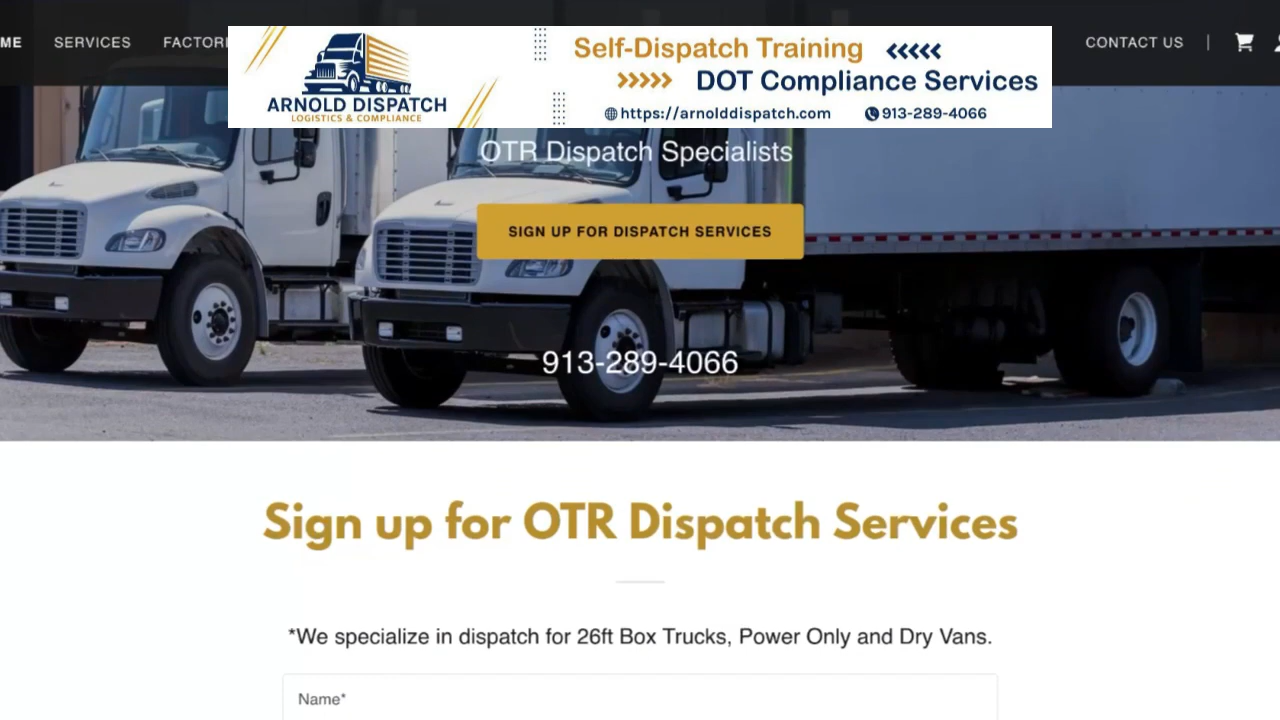 ME
SERVICES
FACTORI
CONTACT US
|
Self-Dispatch Training
DOT Compliance Services
ARNOLD DISPATCH
LOGISTICS & COMPLIANCE
https://arnolddispatch.com
913-289-4066
OTR Dispatch Specialists
SIGN UP FOR DISPATCH SERVICES
913-289-4066
Sign up for OTR Dispatch Services
*We specialize in dispatch for 26ft Box Trucks, Power Only and Dry Vans.
Name*